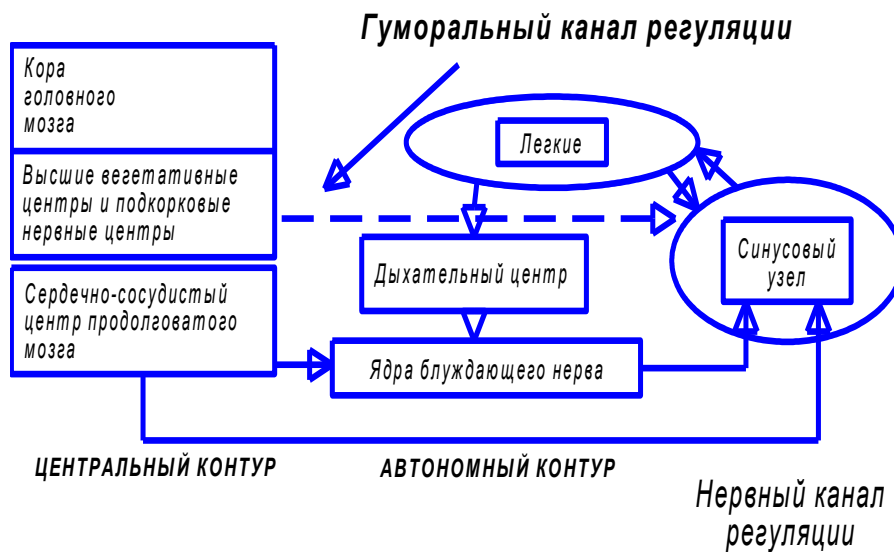 Гуморальный канал регуляции
Кора
головного
мозга
Легкие
Высшие вегетативные
центры и подкорковые
нервные центры
Синусовый
узел
Дыхательный центр
Сердечно-сосудистый
центр продолговатого
мозга
Ядра блуждающего нерва
ЦЕНТРАЛЬНЫЙ КОНТУР
АВТОНОМНЫЙ КОНТУР
Нервный канал
регуляции